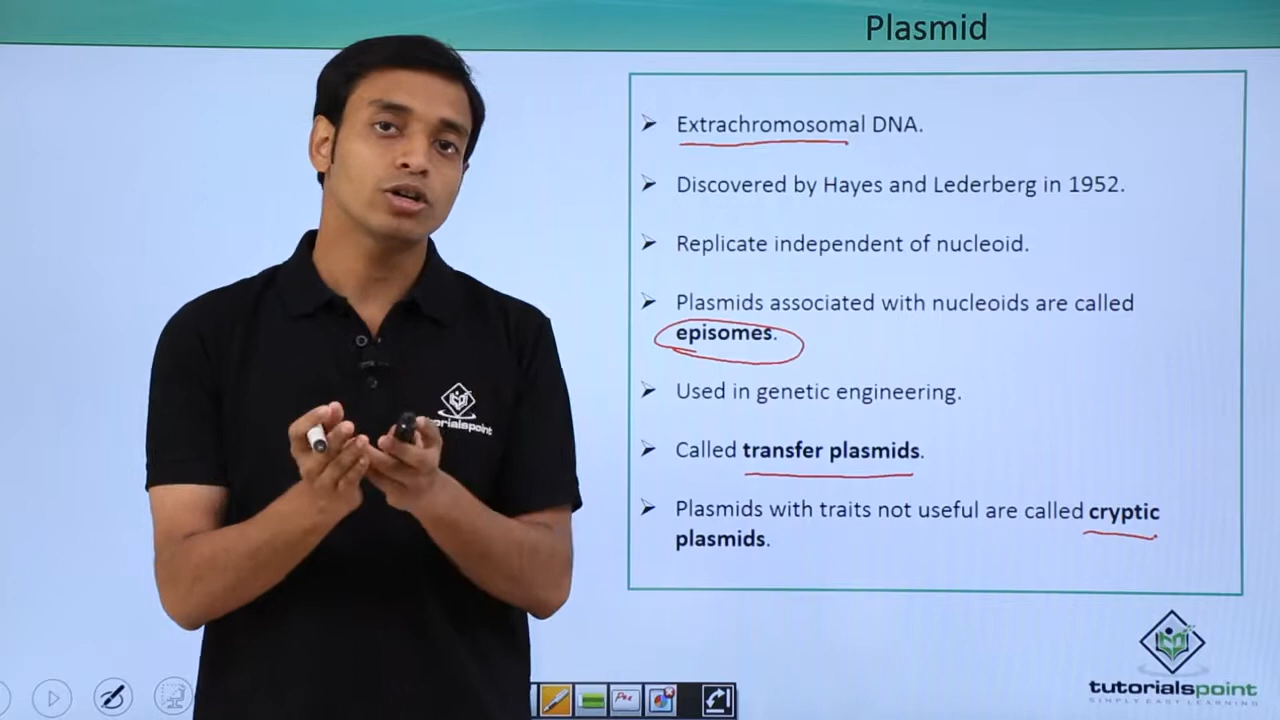 Plasmid
Extrachromosomal DNA.
Discovered by Hayes and Lederberg in 1952.
Replicate independent of nucleoid.
Plasmids associated with nucleoids are called
episomes.
Used in genetic engineering.
Called transfer plasmids.
Plasmids with traits not useful are called cryptic
plasmids.
torialspoint
Pen
tutorialspoint
SIMPLY EASY LEARNING